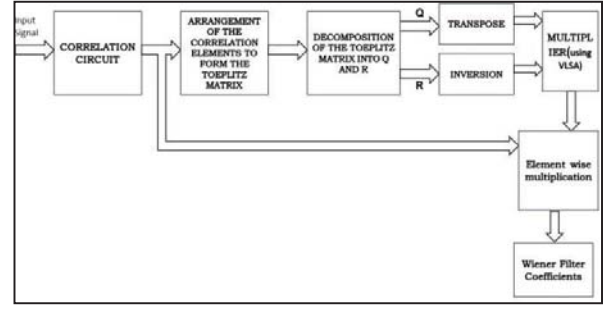 Input
Signal
CORRELATION
CIRCUIT
ARRANGEMENT
OF THE
CORRELATION
ELEMENTS TO
FORM THE
TOEPLITZ
MATRIX
DECOMPOSITION
OF THE TOEPLITZ
MATRIX INTO Q
AND R
Q
R
TRANSPOSE
INVERSION
MULTIPL
IER(using
VLSA)
Element wise
multiplication
Wiener Filter
Coefficients